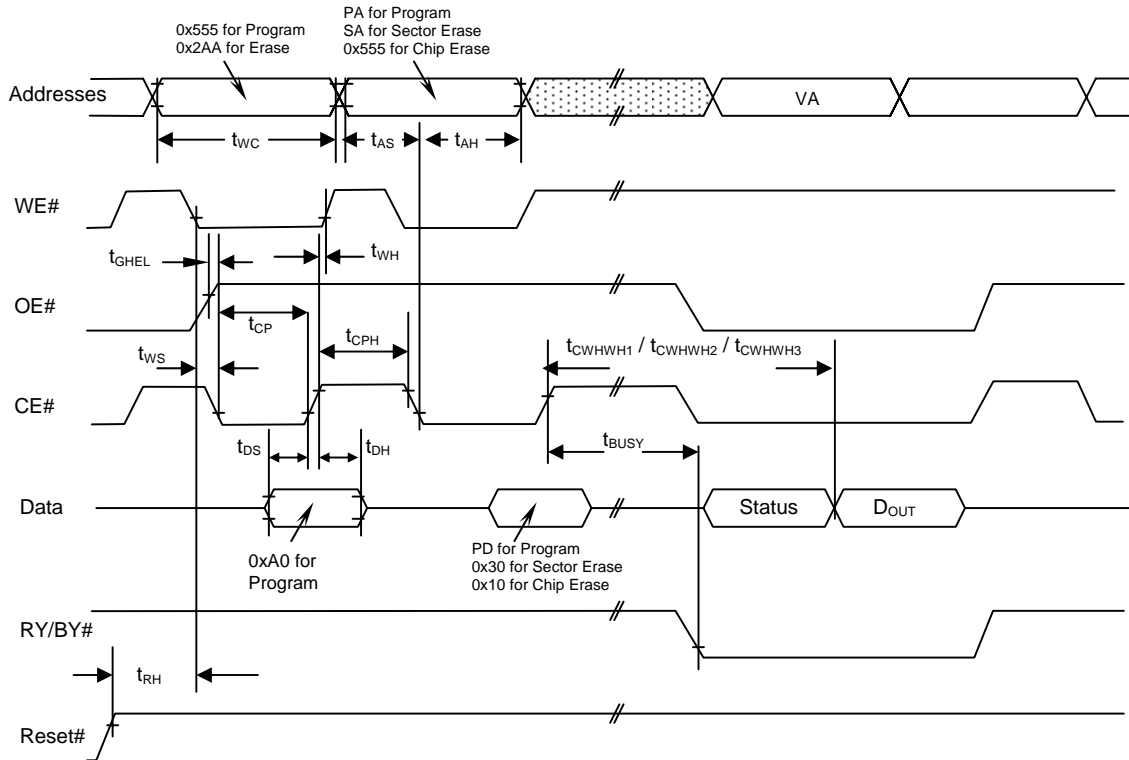 0x555 for Program
0x2AA for Erase
PA for Program
SA for Sector Erase
0x555 for Chip Erase
Addresses
VA
tWC
tAS
tAH
WE#
tGHEL
tWH
OE#
tCP
tCPH
tWS
tCWHWH1 / tCWHWH2 / tCWHWH3
CE#
tDS
tDH
tBUSY
Data
Status
DOUT
0xA0 for
Program
PD for Program
0x30 for Sector Erase
0x10 for Chip Erase
RY/BY#
tRH
Reset#